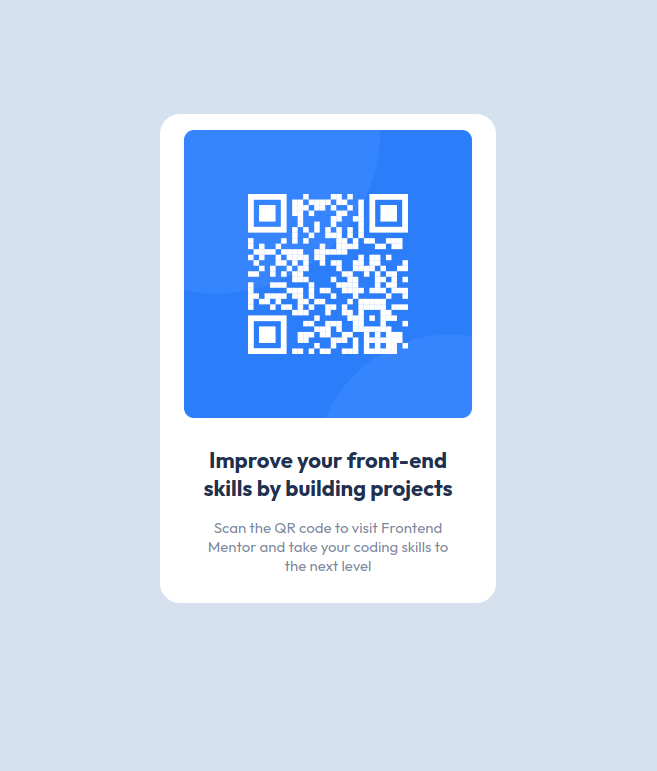 Improve your front-end
skills by building projects
Scan the QR code to visit Frontend
Mentor and take your coding skills to
the next level